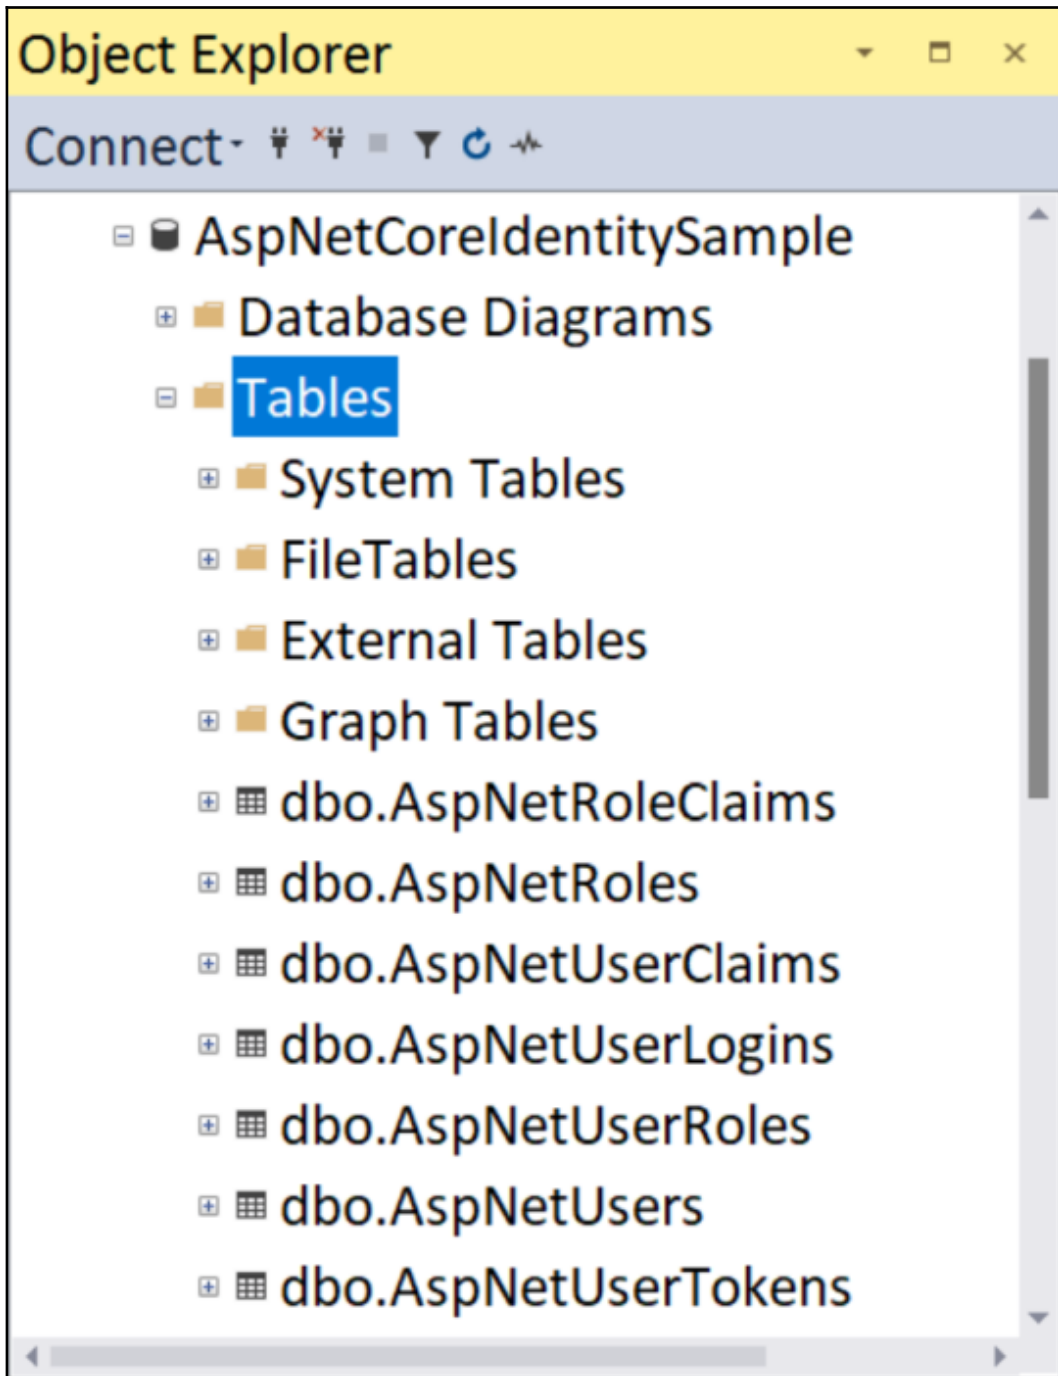 Object Explorer
Connect
AspNetCoreIdentitySample
Database Diagrams
Tables
System Tables
FileTables
External Tables
Graph Tables
dbo.AspNetRoleClaims
dbo.AspNetRoles
dbo.AspNetUserClaims
dbo.AspNetUserLogins
dbo.AspNetUserRoles
dbo.AspNetUsers
dbo.AspNetUserTokens